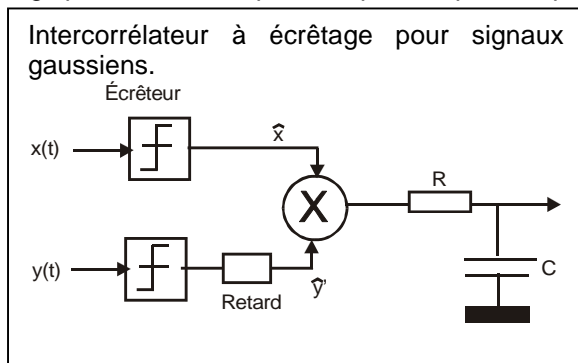 Intercorrélateur à écrêtage pour signaux
gaussiens.
Écrêteur
x(t)
x̂
X
R
y(t)
Retard
ŷ'
C